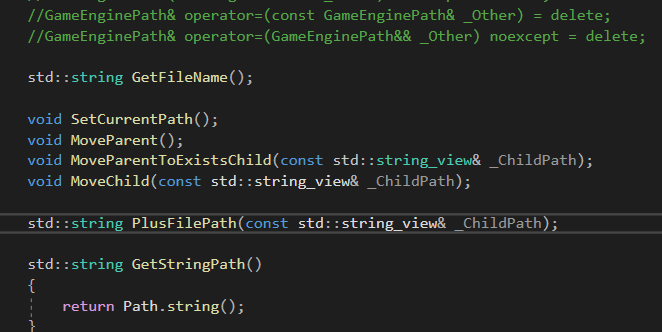 //GameEnginePath& operator=(const GameEnginePath& _Other) = delete;
//GameEnginePath& operator=(GameEnginePath&& _Other) noexcept = delete;
std::string GetFileName();
void SetCurrentPath();
void MoveParent();
void MoveParentToExistsChild(const std::string_view& _ChildPath);
void MoveChild(const std::string_view& _ChildPath);
std::string PlusFilePath(const std::string_view& _ChildPath);
std::string GetStringPath()
{
return Path.string();
}